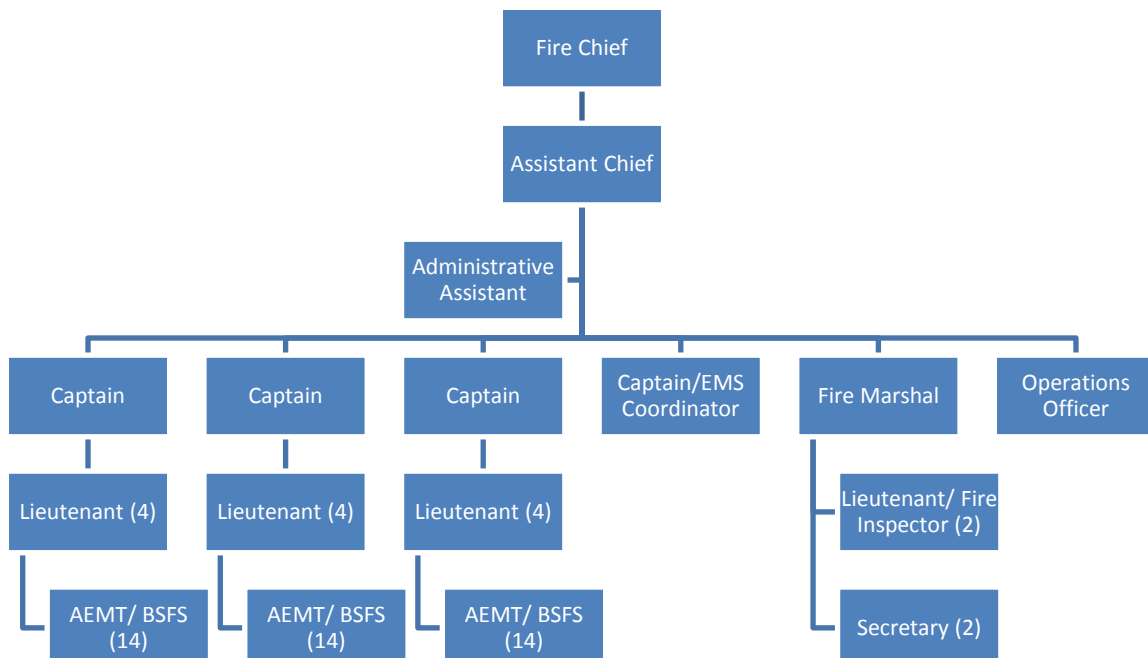 Fire Chief
Assistant Chief
Administrative
Assistant
Captain
Captain
Captain
Captain/EMS
Coordinator
Fire Marshal
Operations
Officer
Lieutenant (4)
Lieutenant (4)
Lieutenant (4)
Lieutenant/ Fire
Inspector (2)
AEMT/ BSFS
(14)
AEMT/ BSFS
(14)
AEMT/ BSFS
(14)
Secretary (2)